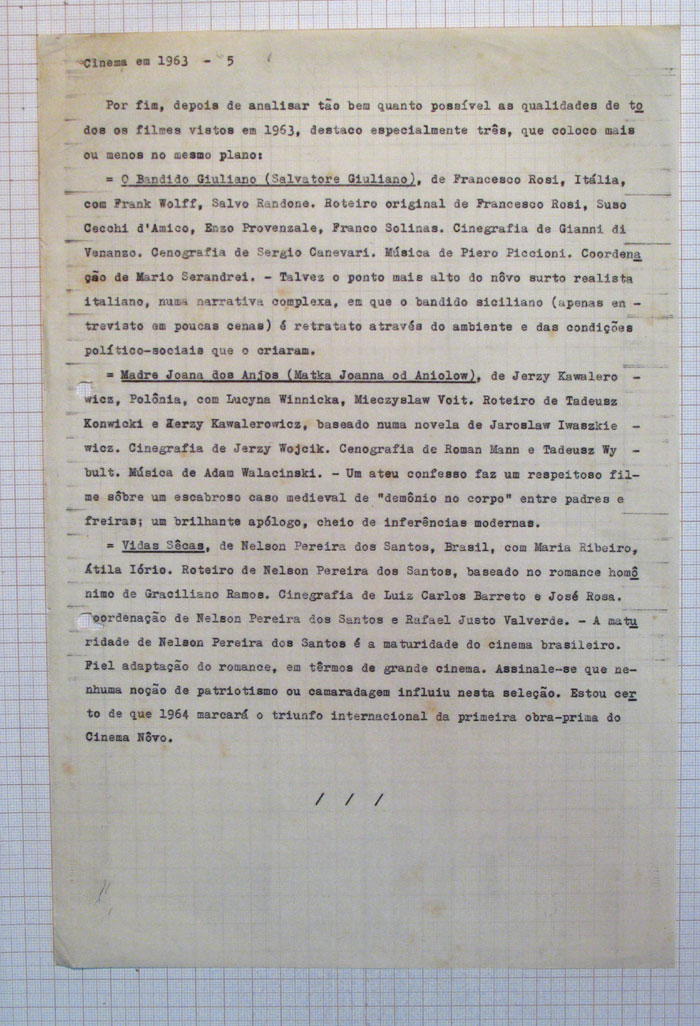 Cinema em 1963 - 5
Por fim, depois de analisar tão bem quanto possível as qualidades de to
dos os filmes vistos em 1963, destaco especialmente três, que coloco mais
ou menos no mesmo plano:
= O Bandido Giuliano (Salvatore Giuliano), de Francesco Rosi, Itália,
com Frank Wolff, Salvo Randone. Roteiro original de Francesco Rosi, Suso
Cecchi d'Amico, Enzo Provenzale, Franco Solinas. Cinegrafia de Gianni di
Venanzo. Cenografia de Sergio Canevari. Música de Piero Piccioni. Coordena
ção de Mario Serandrei. - Talvez o ponto mais alto do nôvo surto realista
italiano, numa narrativa complexa, em que o bandido siciliano (apenas en -
trevisto em poucas cenas) é retratato através do ambiente e das condições
político-sociais que o criaram.
= Madre Joana dos Anjos (Matka Joanna od Aniolow), de Jerzy Kawalero -
wicz, Polônia, com Lucyna Winnicka, Mieczyslaw Voit. Roteiro de Tadeusz
Konwicki e Jerzy Kawalerowicz, baseado numa novela de Jaroslaw Iwaszkie -
wicz. Cinegrafia de Jerzy Wojcik. Cenografia de Roman Mann e Tadeusz Wy -
bult. Música de Adam Walacinski. - Um ateu confesso faz um respeitoso fil-
me sôbre um escabroso caso medieval de "demônio no corpo" entre padres e
freiras; um brilhante apólogo, cheio de inferências modernas.
= Vidas Sêcas, de Nelson Pereira dos Santos, Brasil, com Maria Ribeiro,
Átila Iório. Roteiro de Nelson Pereira dos Santos, baseado no romance homô
nimo de Graciliano Ramos. Cinegrafia de Luiz Carlos Barreto e José Rosa.
Coordenação de Nelson Pereira dos Santos e Rafael Justo Valverde. - A matu
ridade de Nelson Pereira dos Santos é a maturidade do cinema brasileiro.
Fiel adaptação do romance, em têrmos de grande cinema. Assinale-se que ne-
nhuma noção de patriotismo ou camaradagem influiu nesta seleção. Estou cer
to de que 1964 marcará o triunfo internacional da primeira obra-prima do
Cinema Nôvo.
/ / /